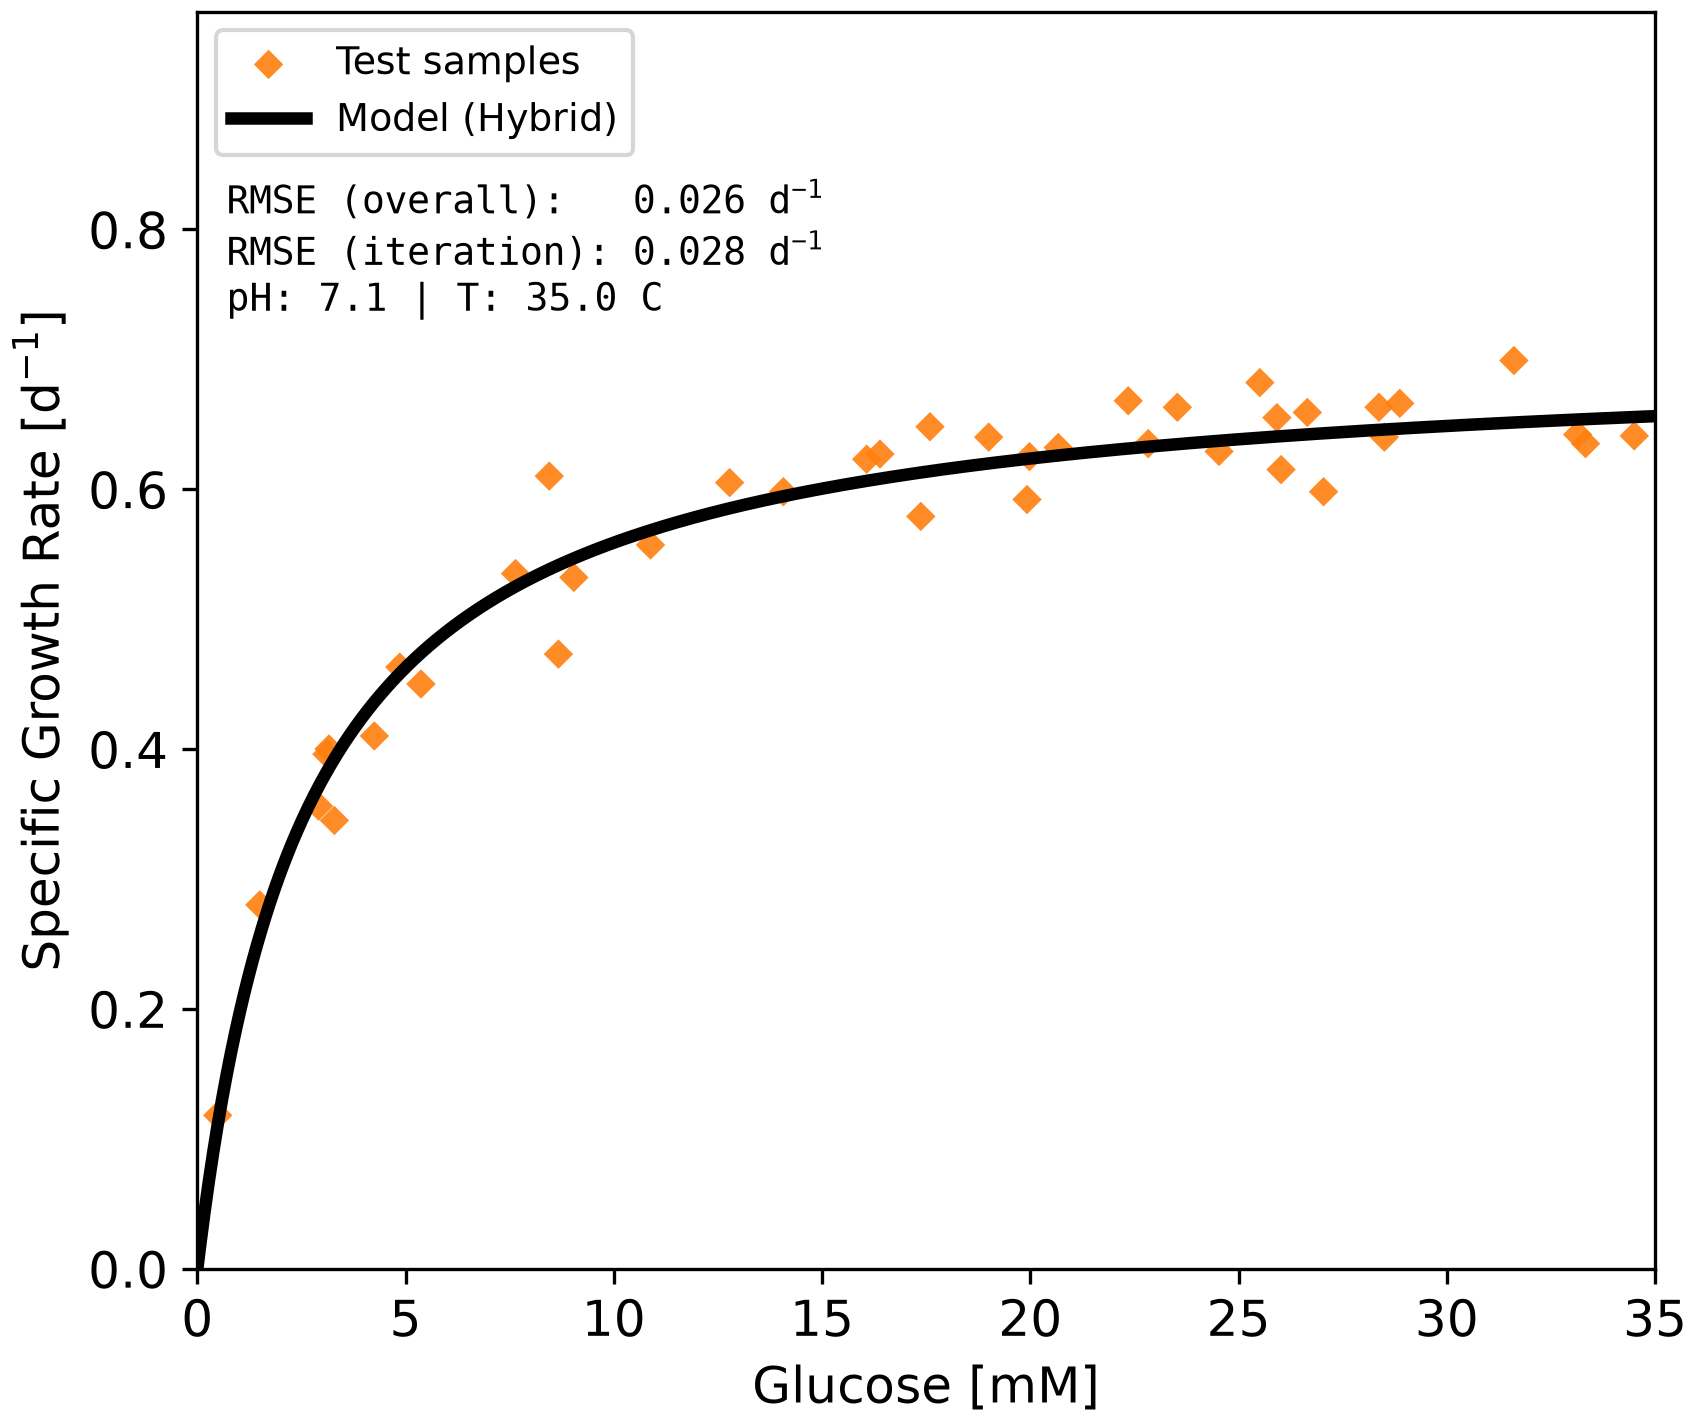 Test samples
Model (Hybrid)
RMSE (overall): 0.026 d⁻¹
RMSE (iteration): 0.028 d⁻¹
pH: 7.1 | T: 35.0 C
Specific Growth Rate [d⁻¹]
0.8
0.6
0.4
0.2
0.0
0 5 10 15 20 25 30 35
Glucose [mM]